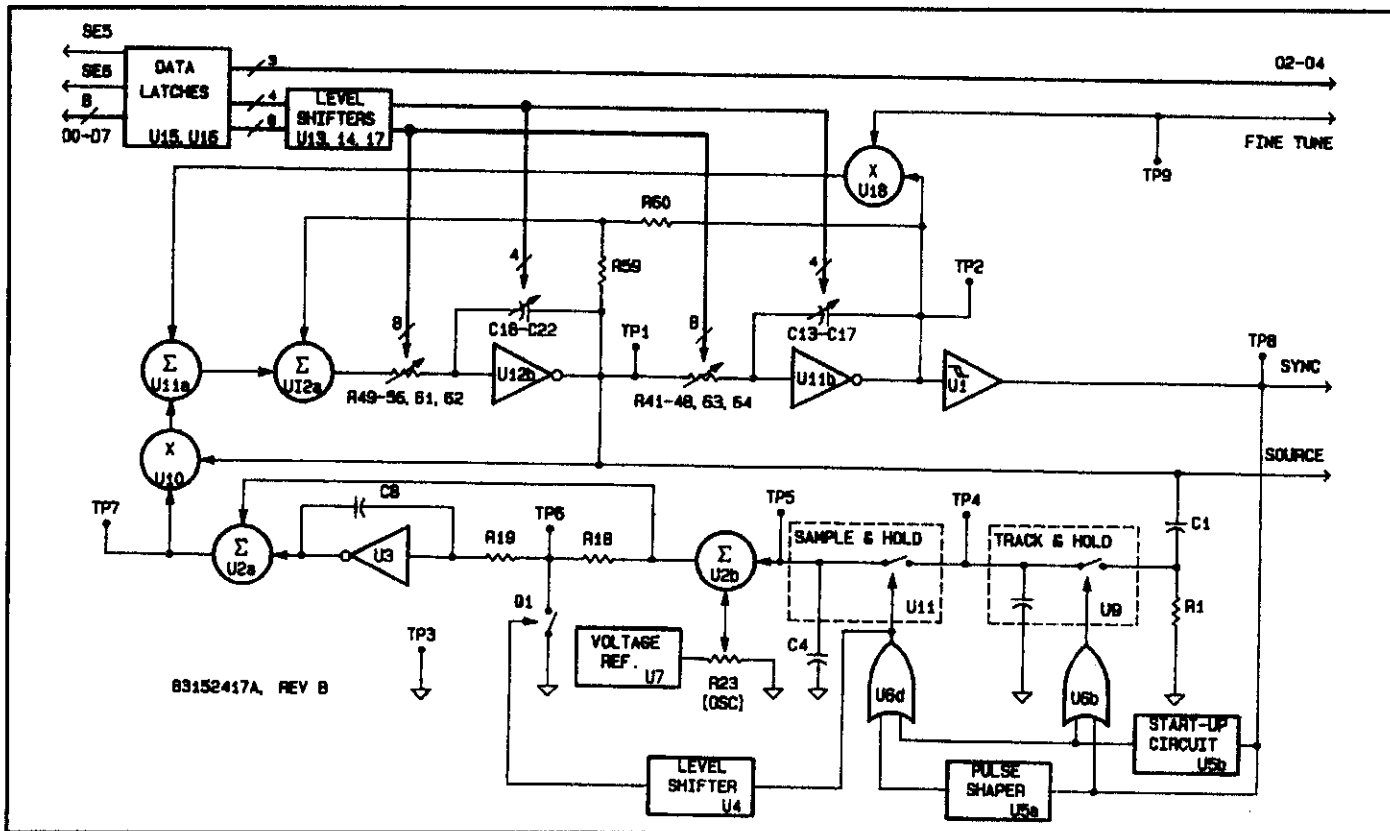 SE5
SE6
8
D0-D7
DATA
LATCHES
U15, U16
3
4
8
LEVEL
SHIFTERS
U13, 14, 17
02-04
FINE TUNE
TP9
X
U18
R60
R59
4
4
8
8
C18-C22
C13-C17
TP1
TP2
TP8
Σ
U11a
Σ
U12a
R49-56, 61, 62
U12b
R41-48, 63, 64
U11b
U1
SYNC
X
U10
SOURCE
TP7
Σ
U2a
C8
U3
R19
TP6
R18
Σ
U2b
TP5
SAMPLE & HOLD
U11
TP4
TRACK & HOLD
U9
C1
R1
Q1
TP3
VOLTAGE
REF.
U7
R23
(OSC)
C4
U6d
U6b
83152417A, REV B
LEVEL
SHIFTER
U4
PULSE
SHAPER
U5a
START-UP
CIRCUIT
U5b